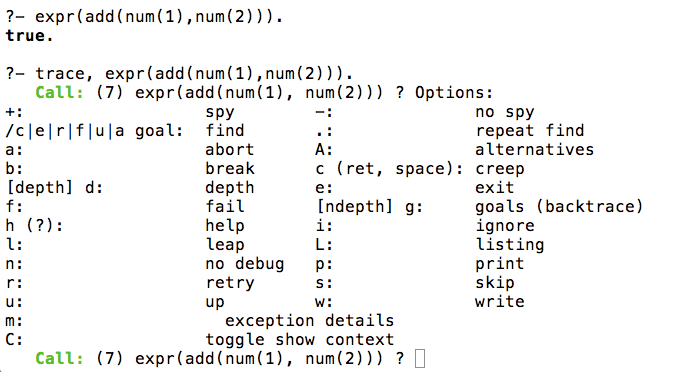 ?- expr(add(num(1),num(2))).
true.
?- trace, expr(add(num(1),num(2))).
   Call: (7) expr(add(num(1), num(2))) ? Options:
+:                  spy        -:                 no spy
/c|e|r|f|u|a goal:  find       .:                 repeat find
a:                  abort      A:                 alternatives
b:                  break      c (ret, space):    creep
[depth] d:          depth      e:                 exit
f:                  fail       [ndepth] g:        goals (backtrace)
h (?):              help       i:                 ignore
l:                  leap       L:                 listing
n:                  no debug   p:                 print
r:                  retry      s:                 skip
u:                  up         w:                 write
m:                    exception details
C:                  toggle show context
   Call: (7) expr(add(num(1), num(2))) ?